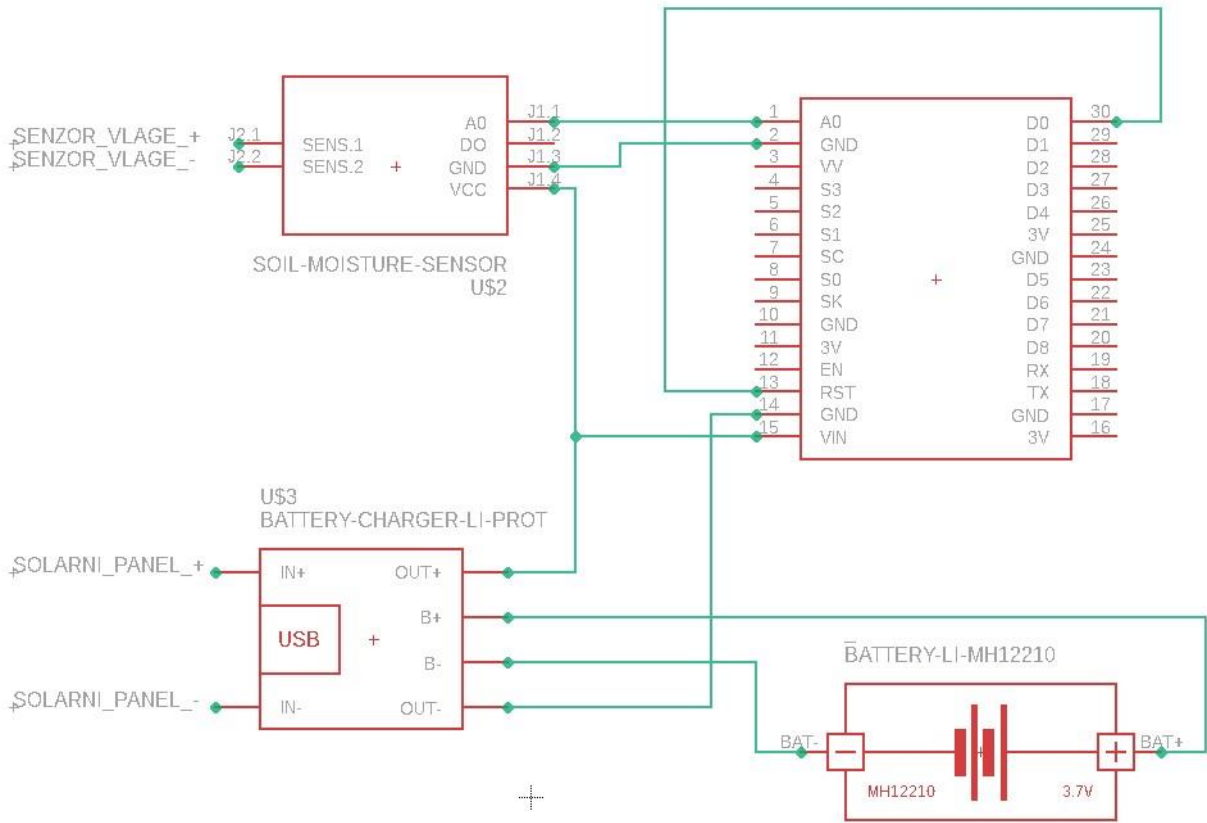 SENZOR_VLAGE_+
SENZOR_VLAGE_-
J2.1
J2.2
SENS.1
SENS.2
A0
DO
GND
VCC
J1.1
J1.2
J1.3
J1.4
SOIL-MOISTURE-SENSOR
U$2
1 A0
2 GND
3 VV
4 S3
5 S2
6 S1
7 SC
8 S0
9 SK
10 GND
11 3V
12 EN
13 RST
14 GND
15 VIN
D0 30
D1 29
D2 28
D3 27
D4 26
3V 25
GND 24
D5 23
D6 22
D7 21
D8 20
RX 19
TX 18
GND 17
3V 16
U$3
BATTERY-CHARGER-LI-PROT
SOLARNI_PANEL_+
SOLARNI_PANEL_-
IN+
USB
IN-
OUT+
B+
B-
OUT-
BATTERY-LI-MH12210
BAT-
BAT+
MH12210
3.7V